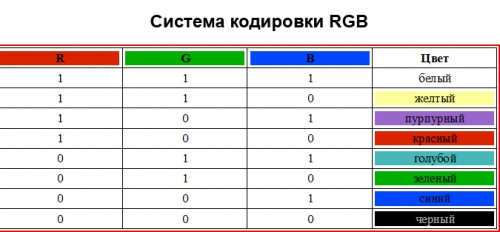 Система кодировки RGB
R G B Цвет
1 1 1 белый
1 1 0 желтый
1 0 1 пурпурный
1 0 0 красный
0 1 1 голубой
0 1 0 зеленый
0 0 1 синий
0 0 0 черный